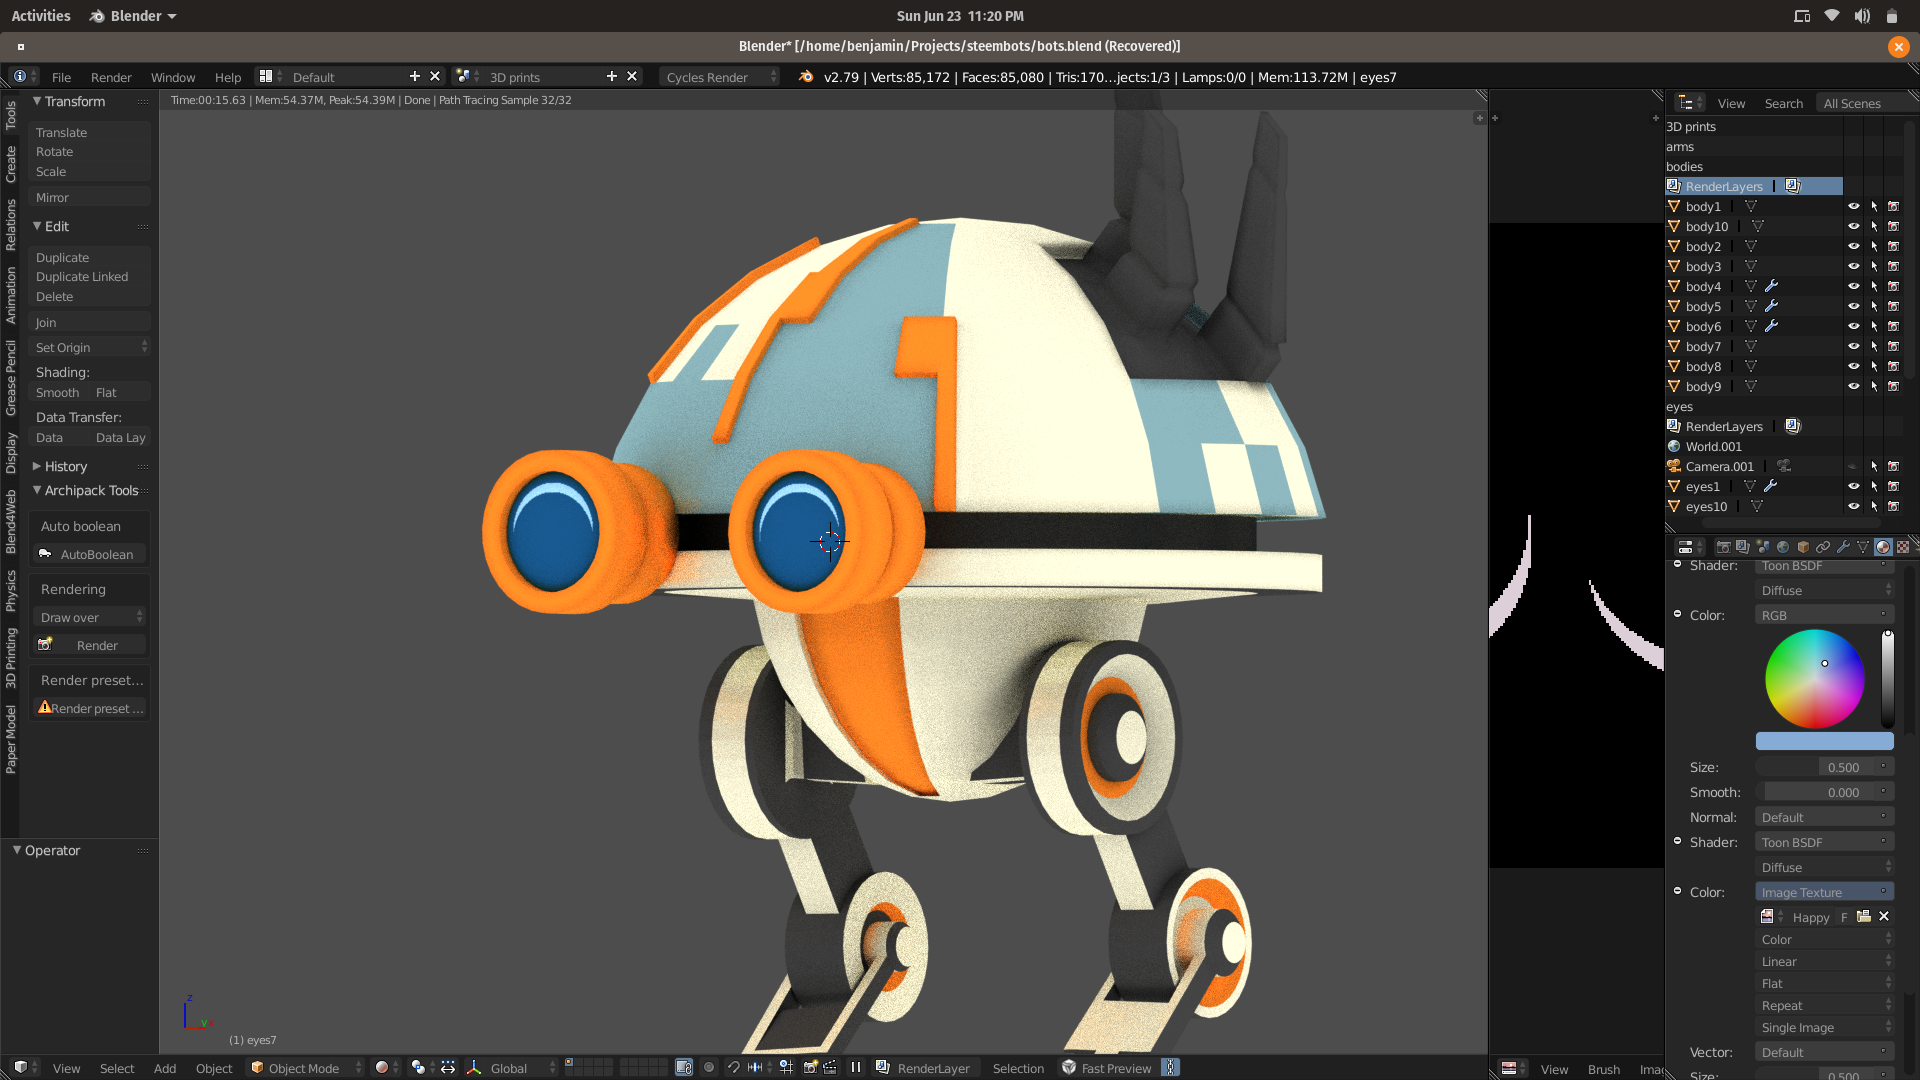 Activities Blender Sun Jun 23 11:20 PM
Blender* [/home/benjamin/Projects/steembots/bots.blend (Recovered)]
File Render Window Help Default 3D prints Cycles Render v2.79 | Verts:85,172 | Faces:85,080 | Tris:170...jects:1/3 | Lamps:0/0 | Mem:113.72M | eyes7
Time:00:15.63 | Mem:54.37M, Peak:54.39M | Done | Path Tracing Sample 32/32
Tools
Create
Relations
Animation
Grease Pencil
Display
Blend4Web
Physics
3D Printing
Paper Model
Transform
Translate
Rotate
Scale
Mirror
Edit
Duplicate
Duplicate Linked
Delete
Join
Set Origin
Shading:
Smooth Flat
Data Transfer:
Data Data Lay
History
Archipack Tools
Auto boolean
AutoBoolean
Rendering
Draw over
Render
Render preset...
Render preset ...
Operator
z
y
(1) eyes7
View Select Add Object Object Mode Global RenderLayer Selection Fast Preview
View Brush Imag
View Search All Scenes
3D prints
arms
bodies
RenderLayers |
body1
body10
body2
body3
body4
body5
body6
body7
body8
body9
eyes
RenderLayers |
World.001
Camera.001
eyes1
eyes10
Shader: Toon BSDF
Diffuse
Color: RGB
Size: 0.500
Smooth: 0.000
Normal: Default
Shader: Toon BSDF
Diffuse
Color: Image Texture
Happy F
Color
Linear
Flat
Repeat
Single Image
Vector: Default
Size: 0.500